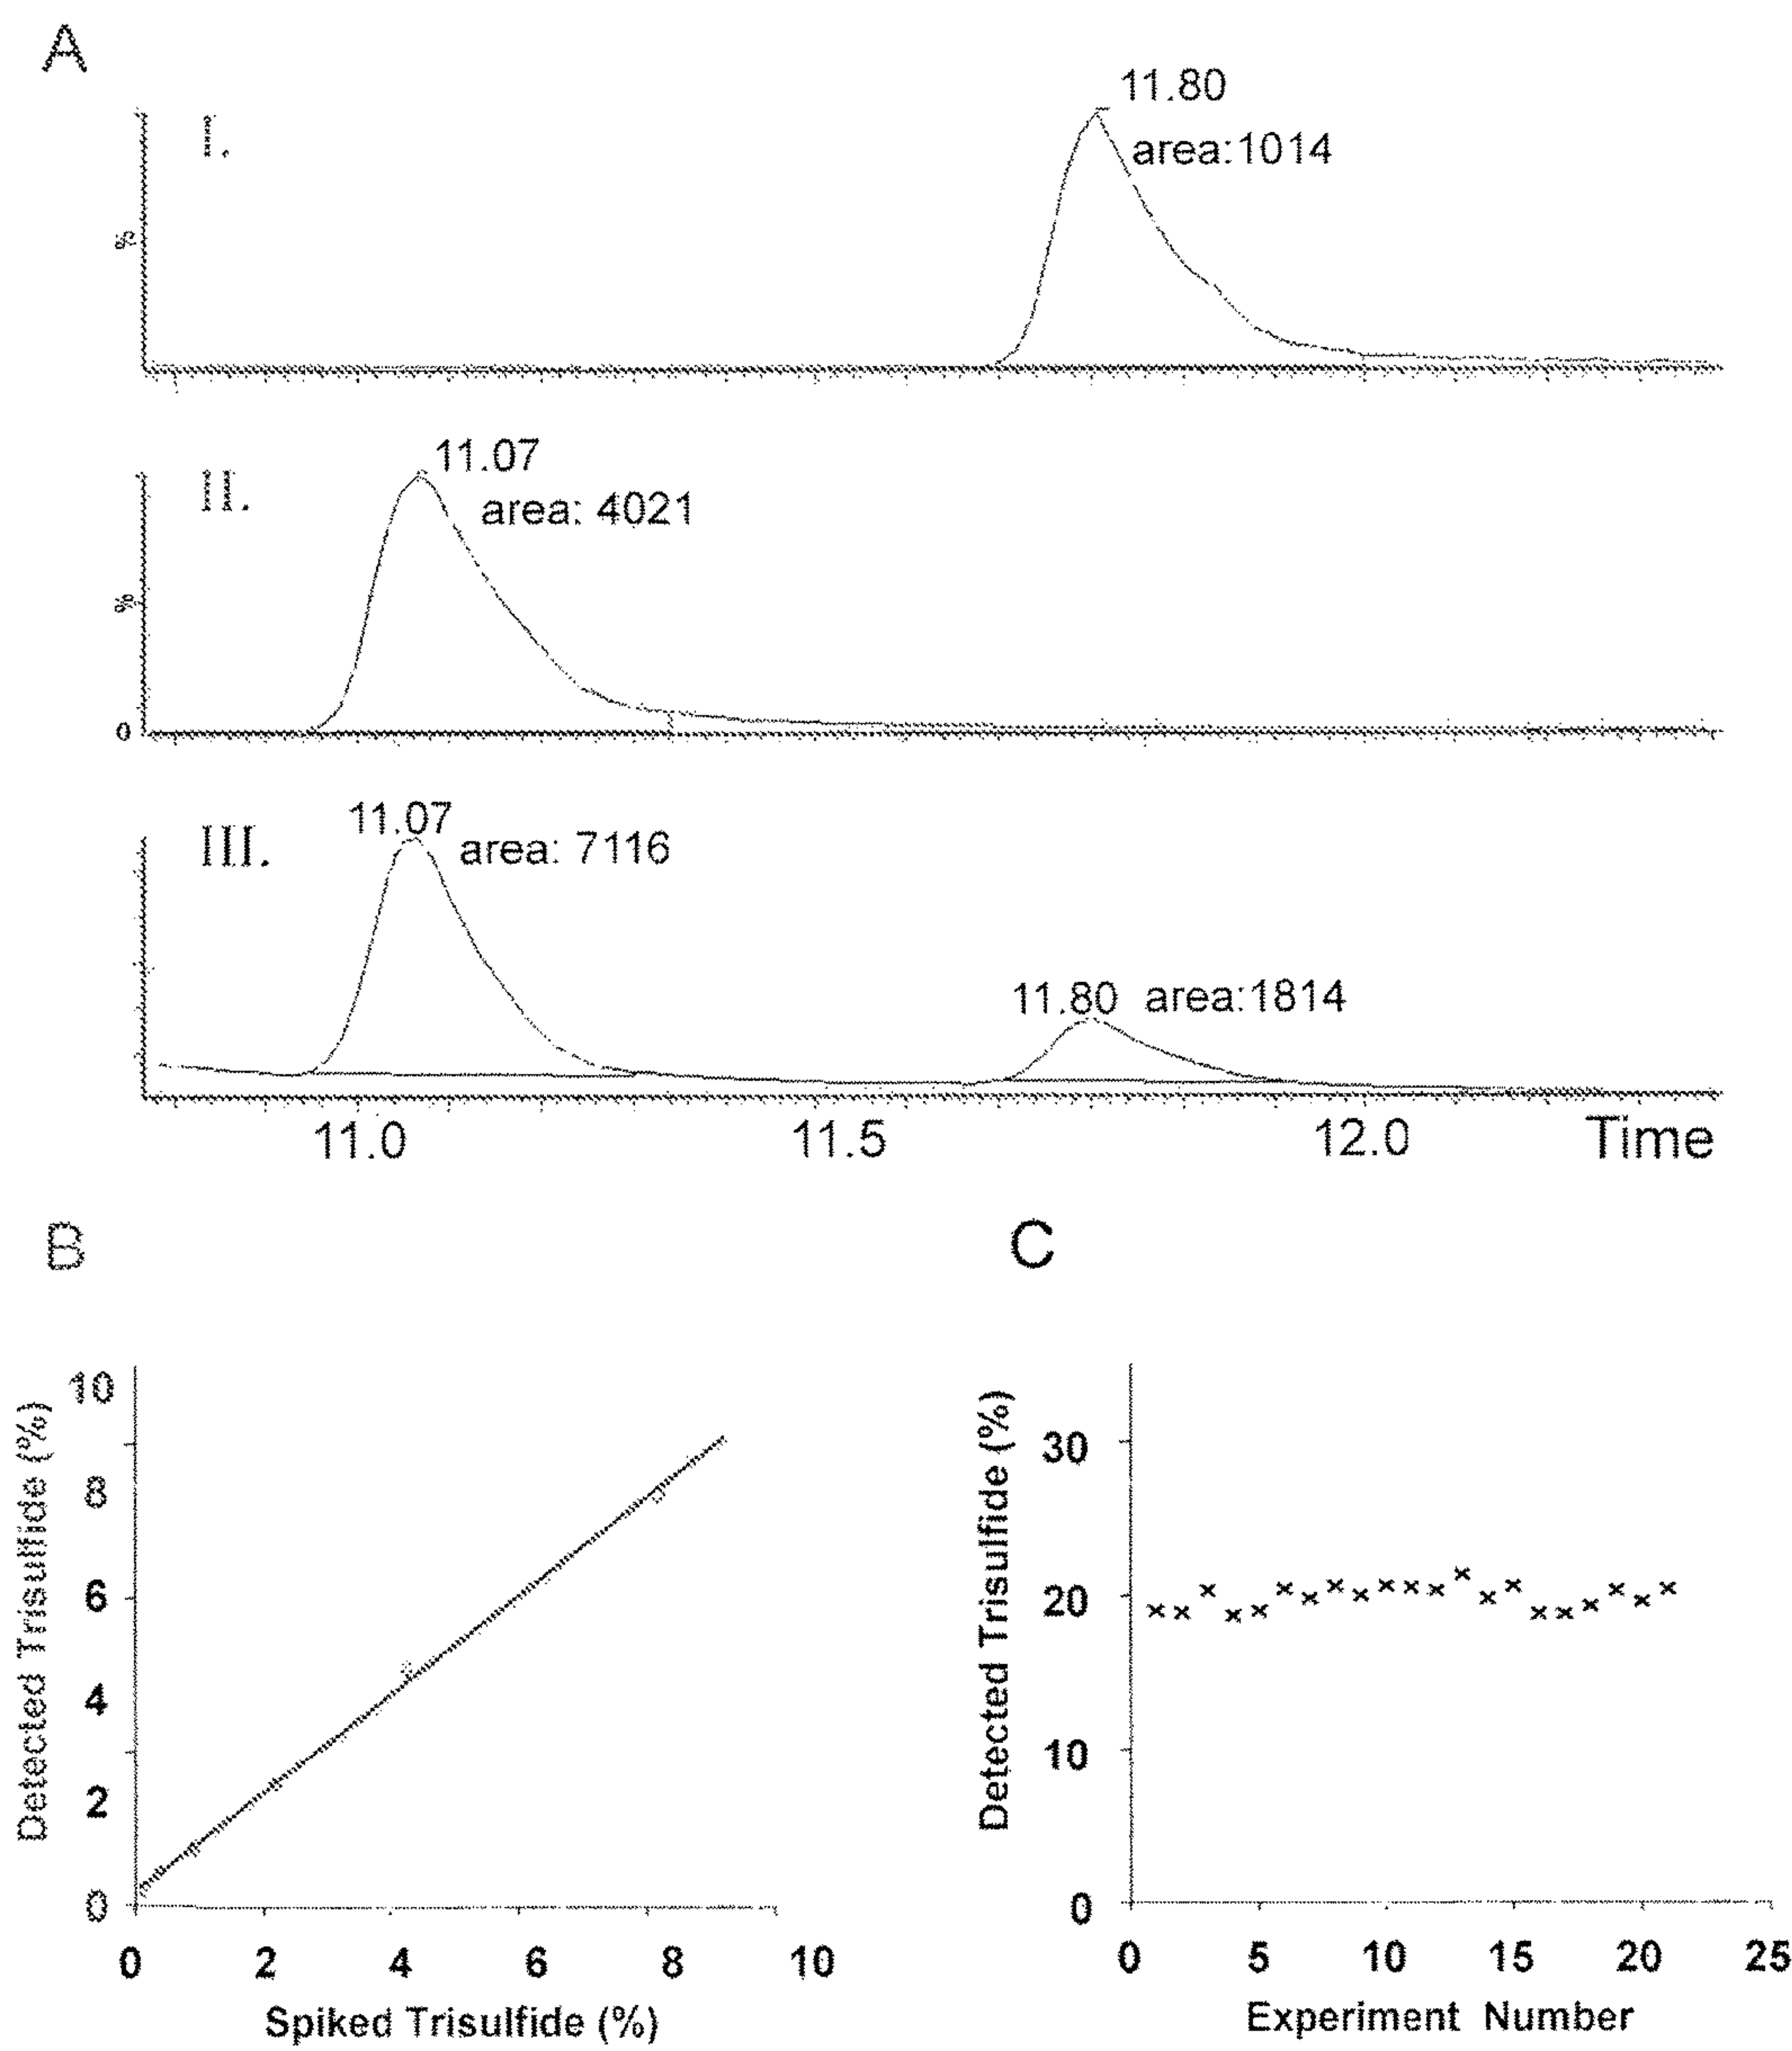 A
I.
11.80
area:1014
%
II.
11.07
area: 4021
%
0
III.
11.07
area: 7116
11.80 area:1814
11.0 11.5 12.0 Time
B
Detected Trisulfide (%)
10
8
6
4
2
0
0 2 4 6 8 10
Spiked Trisulfide (%)
C
Detected Trisulfide (%)
30
20
10
0
0 5 10 15 20 25
Experiment Number